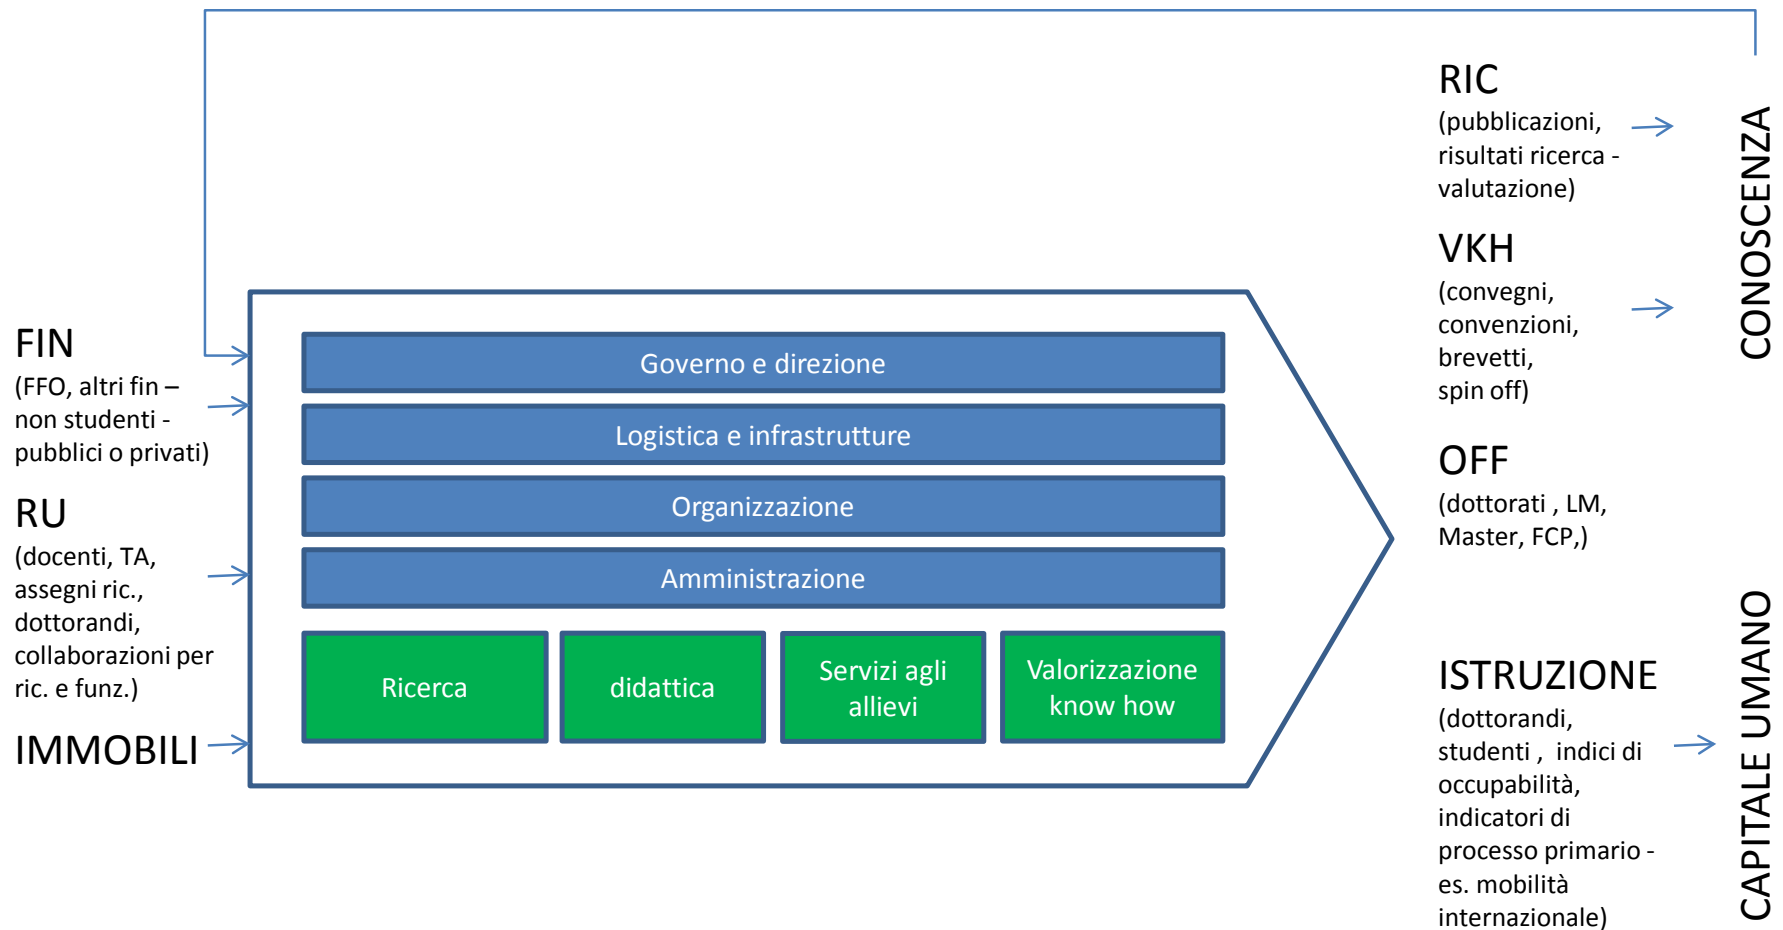 FIN
(FFO, altri fin –
non studenti -
pubblici o privati)
RU
(docenti, TA,
assegni ric.,
dottorandi,
collaborazioni per
ric. e funz.)
IMMOBILI
Governo e direzione
Logistica e infrastrutture
Organizzazione
Amministrazione
Ricerca
didattica
Servizi agli
allievi
Valorizzazione
know how
RIC
(pubblicazioni,
risultati ricerca -
valutazione)
VKH
(convegni,
convenzioni,
brevetti,
spin off)
OFF
(dottorati , LM,
Master, FCP,)
ISTRUZIONE
(dottorandi,
studenti , indici di
occupabilità,
indicatori di
processo primario -
es. mobilità
internazionale)
CONOSCENZA
CAPITALE UMANO